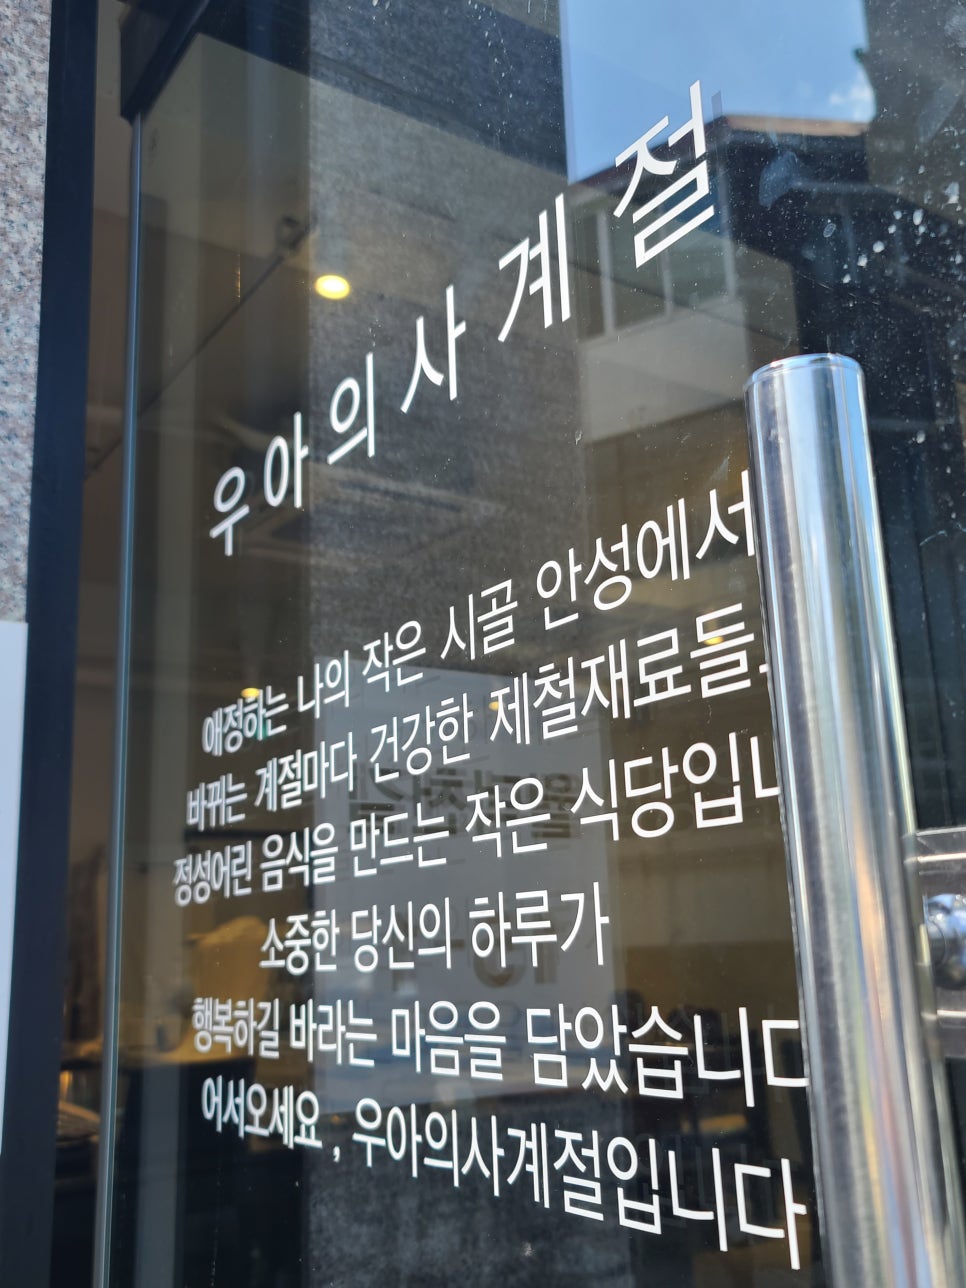 우아의사계절
애정하는 나의 작은 시골 안성에서
바뀌는 계절마다 건강한 제철재료들로
정성어린 음식을 만드는 작은 식당입니
소중한 당신의 하루가
행복하길 바라는 마음을 담았습니다
어서오세요, 우아의사계절입니다